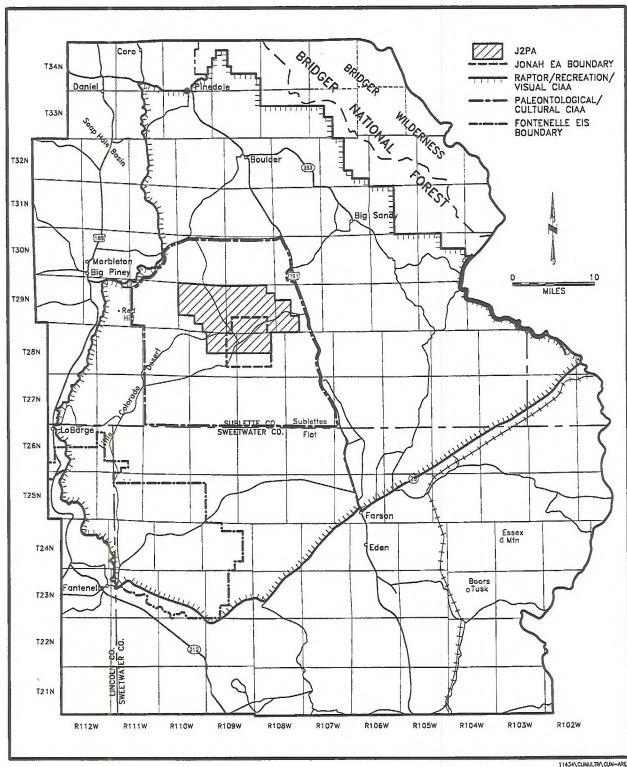 J2PA
JONAH EA BOUNDARY
RAPTOR/RECREATION/
VISUAL CIAA
PALEONTOLOGICAL/
CULTURAL CIAA
FONTENELLE EIS
BOUNDARY
N
0 10
MILES
T34N
T33N
T32N
T31N
T30N
T29N
T28N
T27N
T26N
T25N
T24N
T23N
T22N
T21N
Cora
Daniel
Pinedale
BRIDGER
WILDERNESS
BRIDGER
NATIONAL
FOREST
Soap Hole Basin
Boulder
353
Big Sandy
189
Marbleton
Big Piney
191
Red
Hill
Little Colorado Desert
SUBLETTE CO.
SWEETWATER CO.
Sublettes
Flat
LaBarge
28
Farson
Eden
Essex
Mtn
Boars
Tusk
Fontenelle
LINCOLN CO.
SWEETWATER CO.
R112W R111W R110W R109W R108W R107W R106W R105W R104W R103W R102W